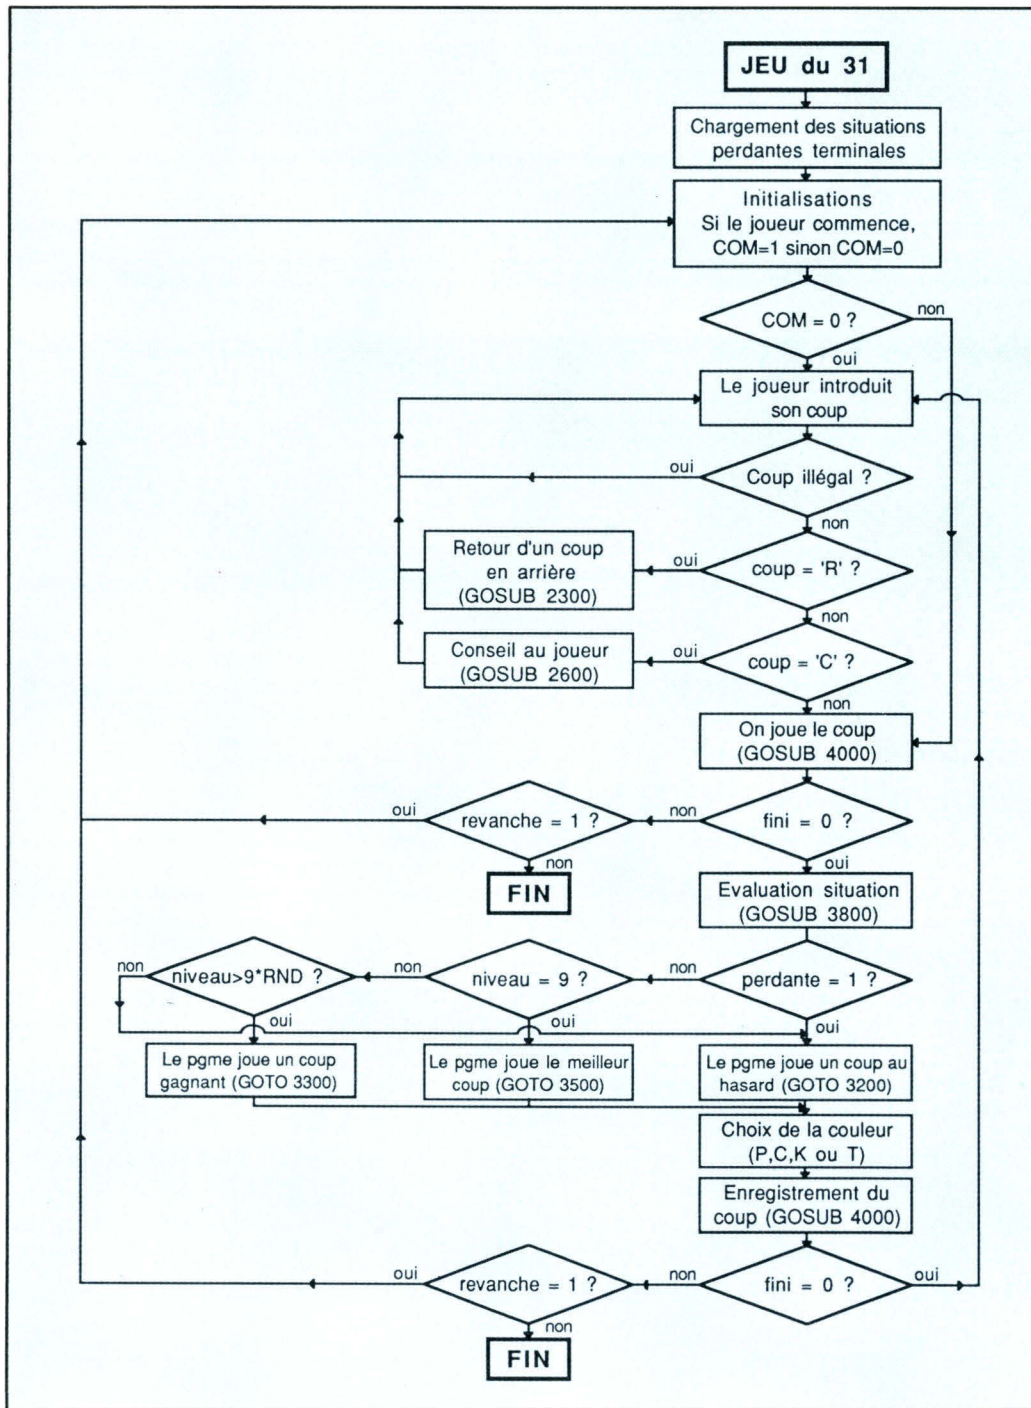 JEU du 31
Chargement des situations
perdantes terminales
Initialisations
Si le joueur commence,
COM=1 sinon COM=0
COM = 0 ?
non
oui
Le joueur introduit
son coup
Coup illégal ?
oui
non
Retour d'un coup
en arrière
(GOSUB 2300)
oui
coup = 'R' ?
non
Conseil au joueur
(GOSUB 2600)
oui
coup = 'C' ?
non
On joue le coup
(GOSUB 4000)
oui
revanche = 1 ?
non
fini = 0 ?
non
oui
FIN
Evaluation situation
(GOSUB 3800)
non
niveau>9*RND ?
non
niveau = 9 ?
non
perdante = 1 ?
oui
oui
oui
Le pgme joue un coup
gagnant (GOTO 3300)
Le pgme joue le meilleur
coup (GOTO 3500)
Le pgme joue un coup au
hasard (GOTO 3200)
Choix de la couleur
(P,C,K ou T)
Enregistrement du
coup (GOSUB 4000)
oui
revanche = 1 ?
non
fini = 0 ?
oui
non
FIN